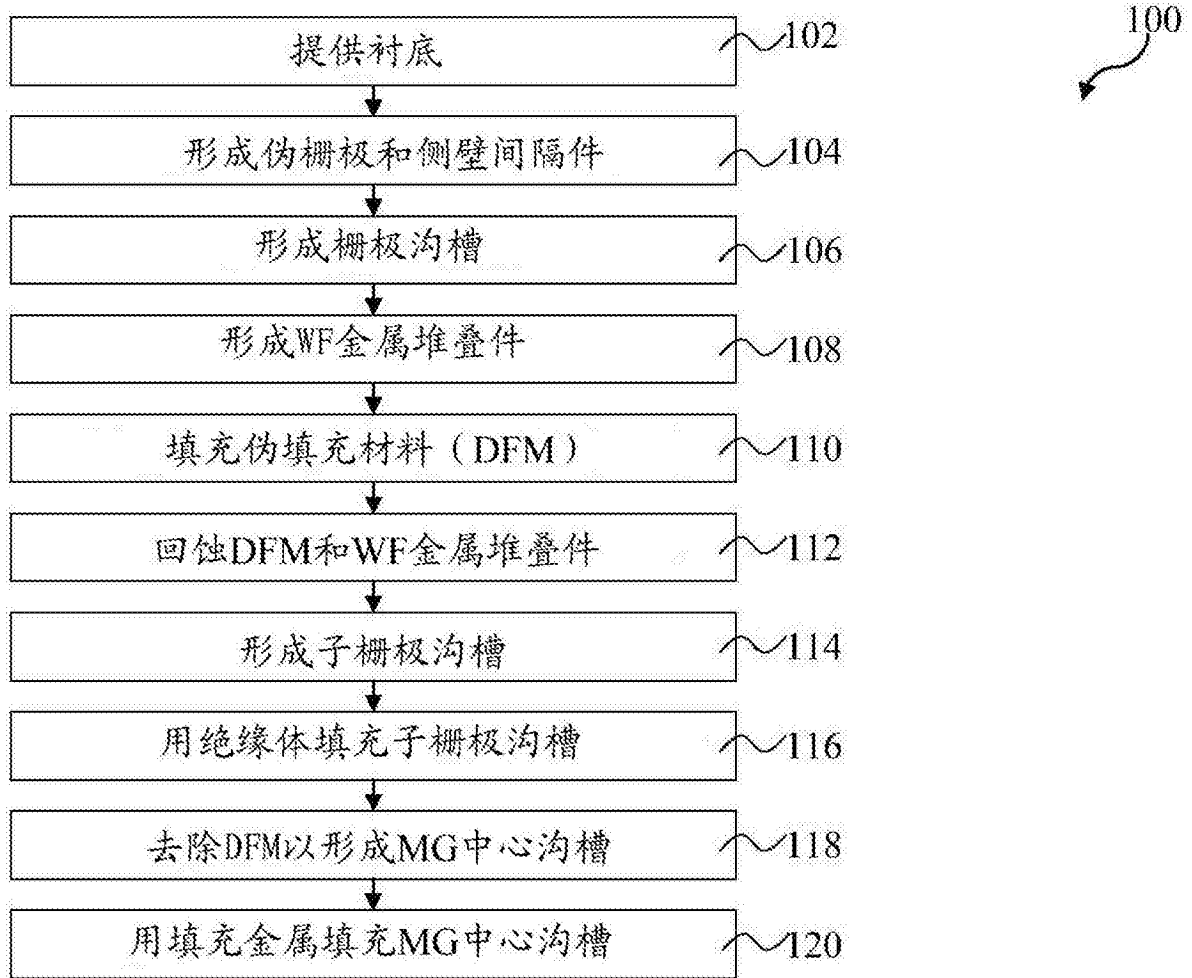 100
提供衬底 102
形成伪栅极和侧壁间隔件 104
形成栅极沟槽 106
形成WF金属堆叠件 108
填充伪填充材料（DFM） 110
回蚀DFM和WF金属堆叠件 112
形成子栅极沟槽 114
用绝缘体填充子栅极沟槽 116
去除DFM以形成MG中心沟槽 118
用填充金属填充MG中心沟槽 120